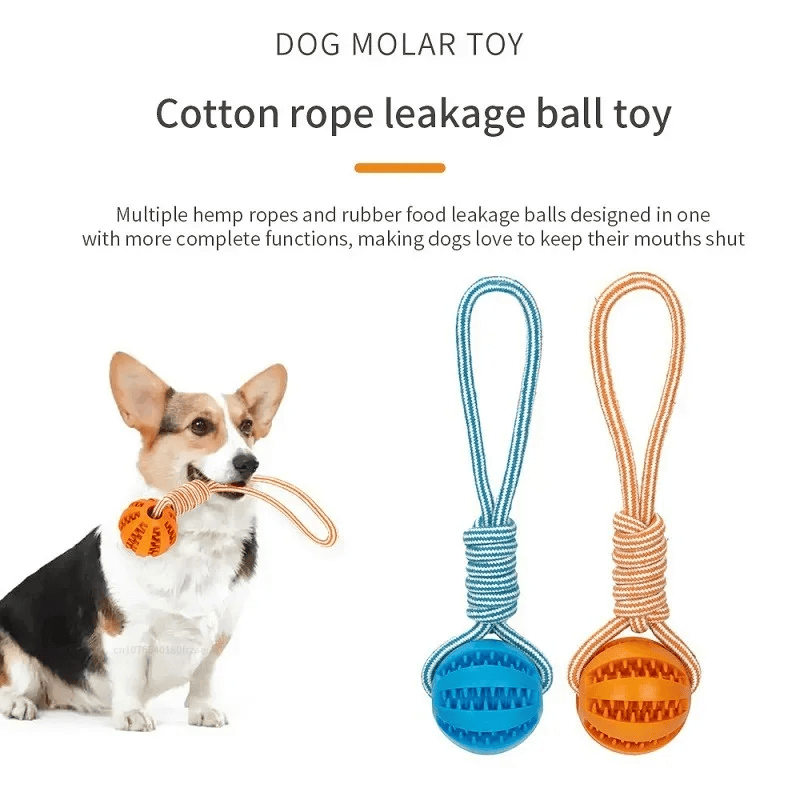 DOG MOLAR TOY
Cotton rope leakage ball toy
Multiple hemp ropes and rubber food leakage balls designed in one
with more complete functions, making dogs love to keep their mouths shut